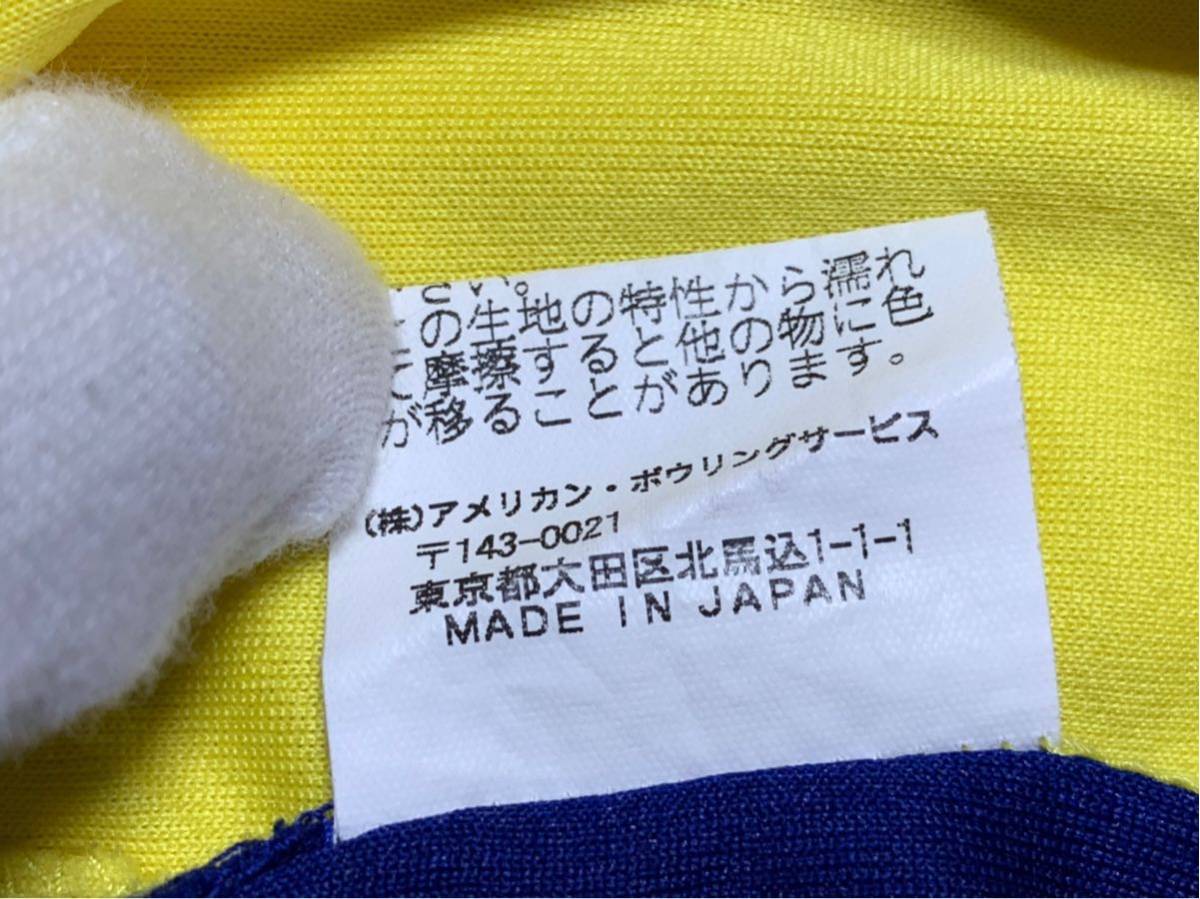 さい。
の生地の特性から濡れ
て摩擦すると他の物に色
が移ることがあります。
(株)アメリカン・ボウリングサービス
〒143-0021
東京都大田区北馬込1-1-1
MADE IN JAPAN